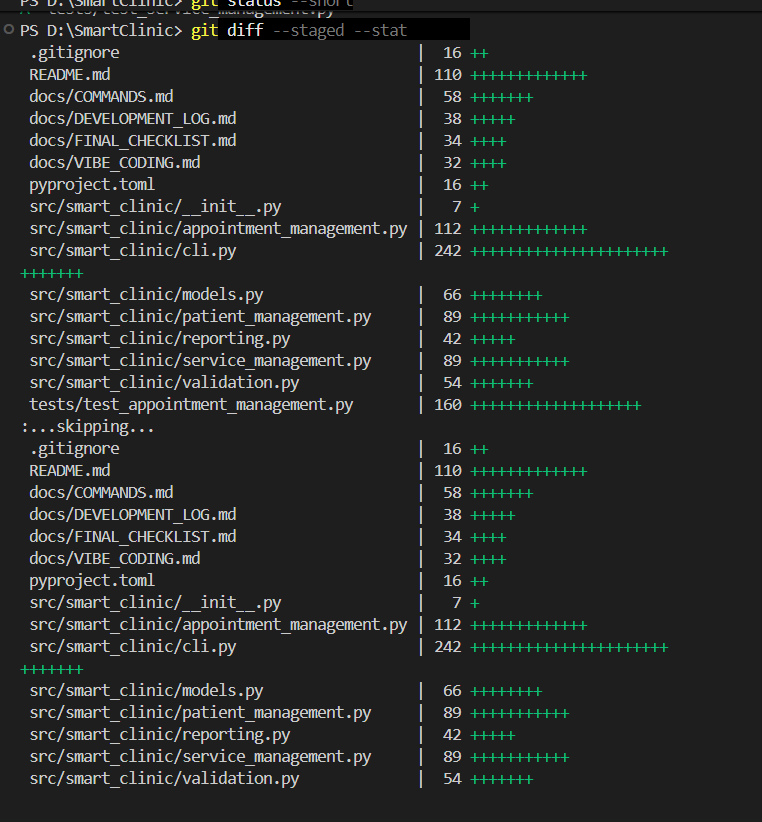 PS D:\SmartClinic> git status --short
PS D:\SmartClinic> git diff --staged --stat
 .gitignore                                 |  16 ++
 README.md                                  | 110 +++++++++++++
 docs/COMMANDS.md                           |  58 +++++++
 docs/DEVELOPMENT_LOG.md                    |  38 +++++
 docs/FINAL_CHECKLIST.md                    |  34 ++++
 docs/VIBE_CODING.md                        |  32 ++++
 pyproject.toml                             |  16 ++
 src/smart_clinic/__init__.py               |   7 +
 src/smart_clinic/appointment_management.py | 112 +++++++++++++
 src/smart_clinic/cli.py                    | 242 ++++++++++++++++++++++
+++++++
 src/smart_clinic/models.py                 |  66 ++++++++
 src/smart_clinic/patient_management.py     |  89 +++++++++++
 src/smart_clinic/reporting.py              |  42 +++++
 src/smart_clinic/service_management.py     |  89 +++++++++++
 src/smart_clinic/validation.py             |  54 +++++++
 tests/test_appointment_management.py       | 160 +++++++++++++++++++
:...skipping...
 .gitignore                                 |  16 ++
 README.md                                  | 110 +++++++++++++
 docs/COMMANDS.md                           |  58 +++++++
 docs/DEVELOPMENT_LOG.md                    |  38 +++++
 docs/FINAL_CHECKLIST.md                    |  34 ++++
 docs/VIBE_CODING.md                        |  32 ++++
 pyproject.toml                             |  16 ++
 src/smart_clinic/__init__.py               |   7 +
 src/smart_clinic/appointment_management.py | 112 +++++++++++++
 src/smart_clinic/cli.py                    | 242 ++++++++++++++++++++++
+++++++
 src/smart_clinic/models.py                 |  66 ++++++++
 src/smart_clinic/patient_management.py     |  89 +++++++++++
 src/smart_clinic/reporting.py              |  42 +++++
 src/smart_clinic/service_management.py     |  89 +++++++++++
 src/smart_clinic/validation.py             |  54 +++++++